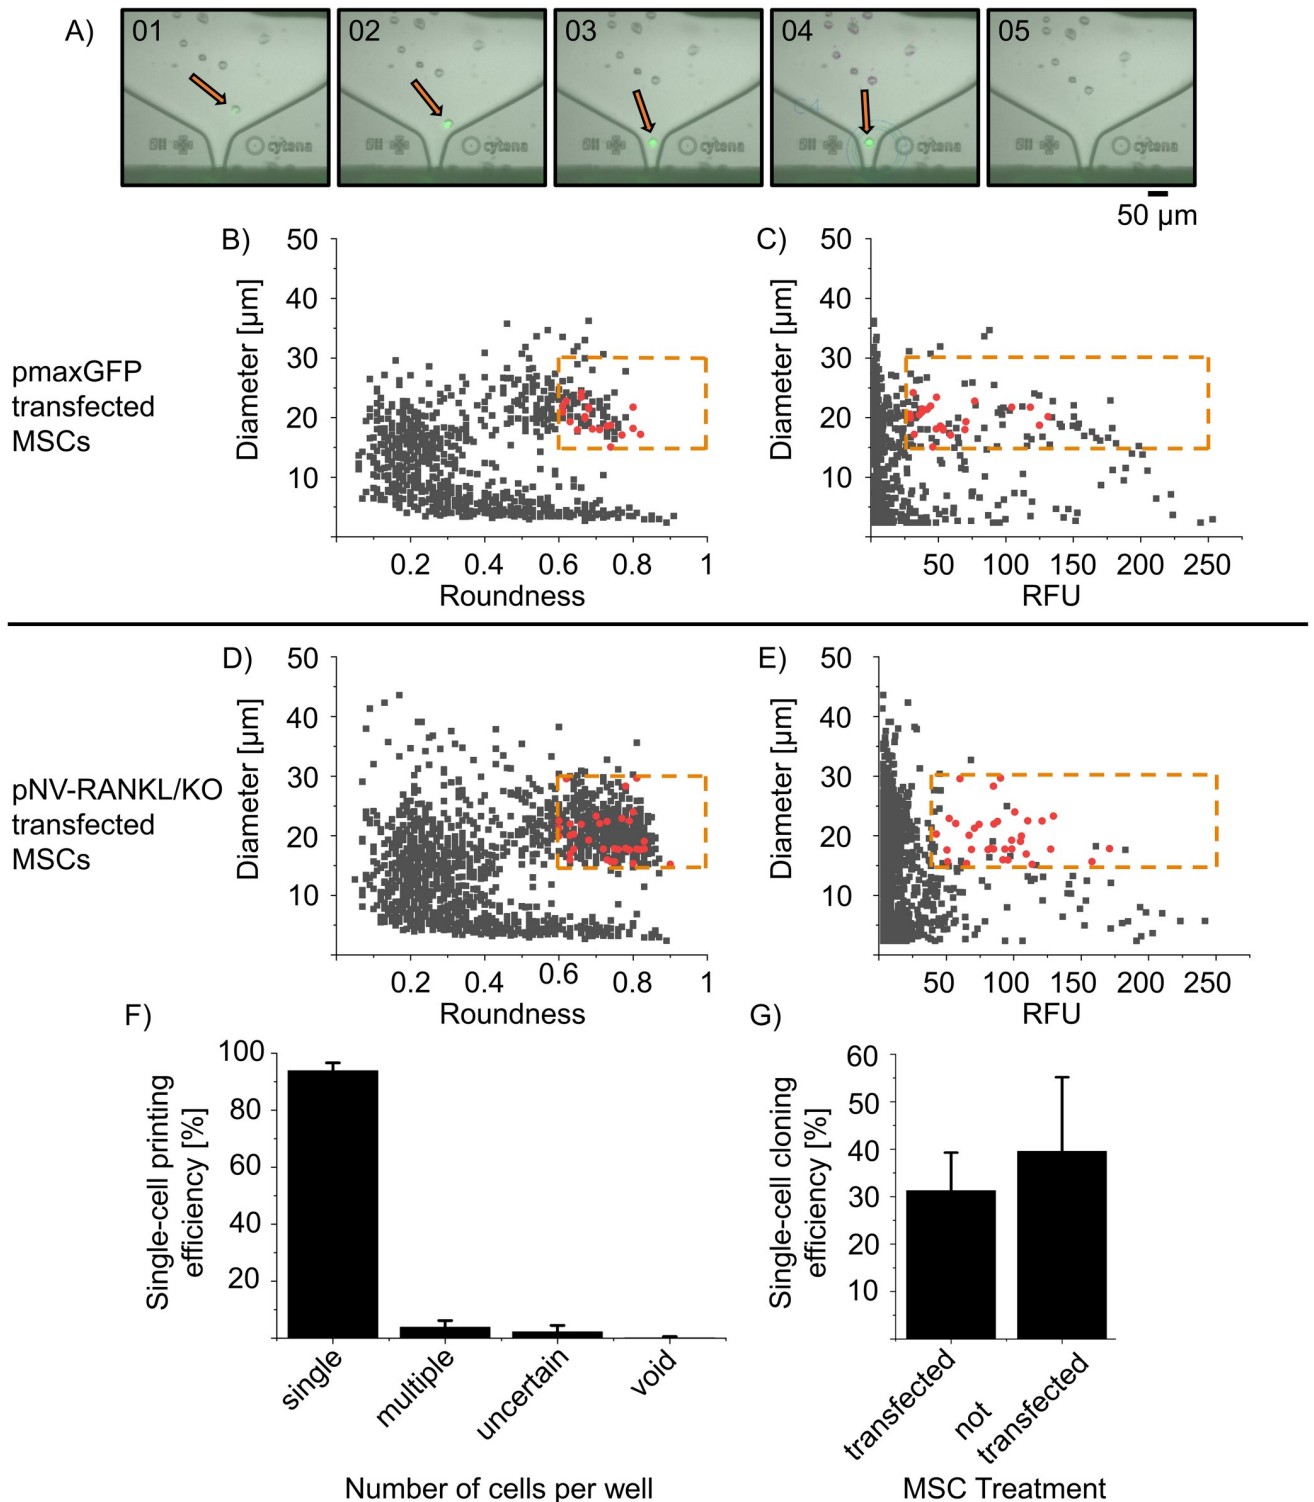 A)
01
02
03
04
05
cytena
cytena
cytena
cytena
cytena
50 µm
B)
C)
pmaxGFP
transfected
MSCs
Diameter [µm]
50
40
30
20
10
0.2 0.4 0.6 0.8 1
Roundness
Diameter [µm]
50
40
30
20
10
50 100 150 200 250
RFU
D)
E)
pNV-RANKL/KO
transfected
MSCs
Diameter [µm]
50
40
30
20
10
0.2 0.4 0.6 0.8 1
Roundness
Diameter [µm]
50
40
30
20
10
50 100 150 200 250
RFU
F)
Single-cell printing
efficiency [%]
100
80
60
40
20
single
multiple
uncertain
void
Number of cells per well
G)
Single-cell cloning
efficiency [%]
60
50
40
30
20
10
transfected
not
transfected
MSC Treatment